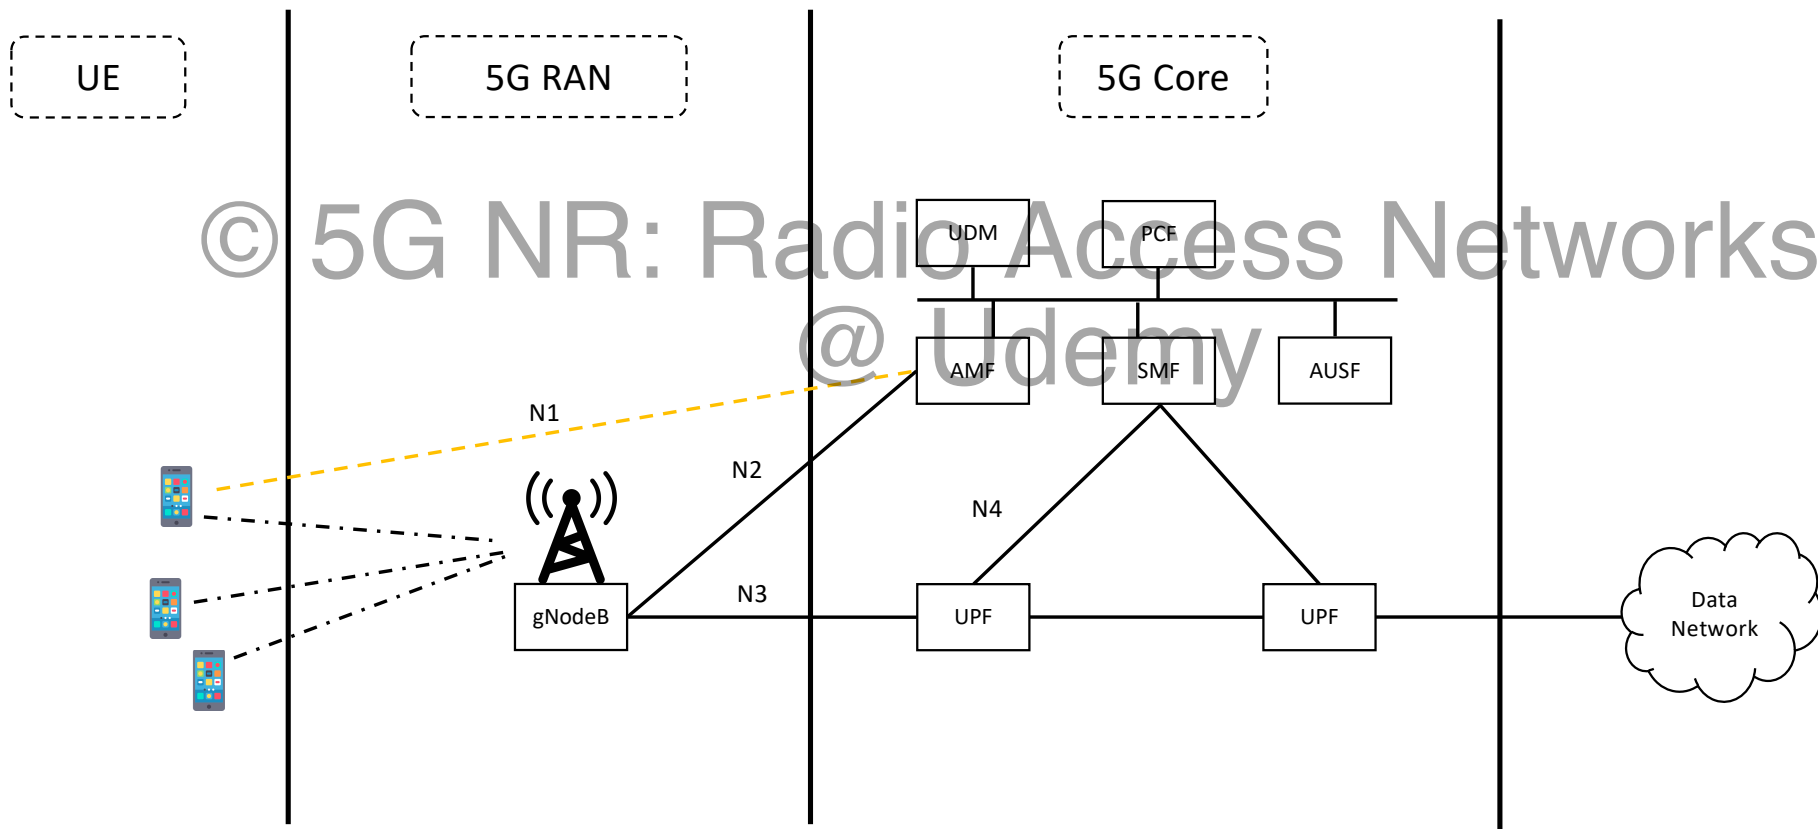 UE
5G RAN
5G Core
© 5G NR: Radio Access Networks
@ Udemy
UDM
PCF
AMF
SMF
AUSF
N1
N2
N4
N3
gNodeB
UPF
UPF
Data
Network